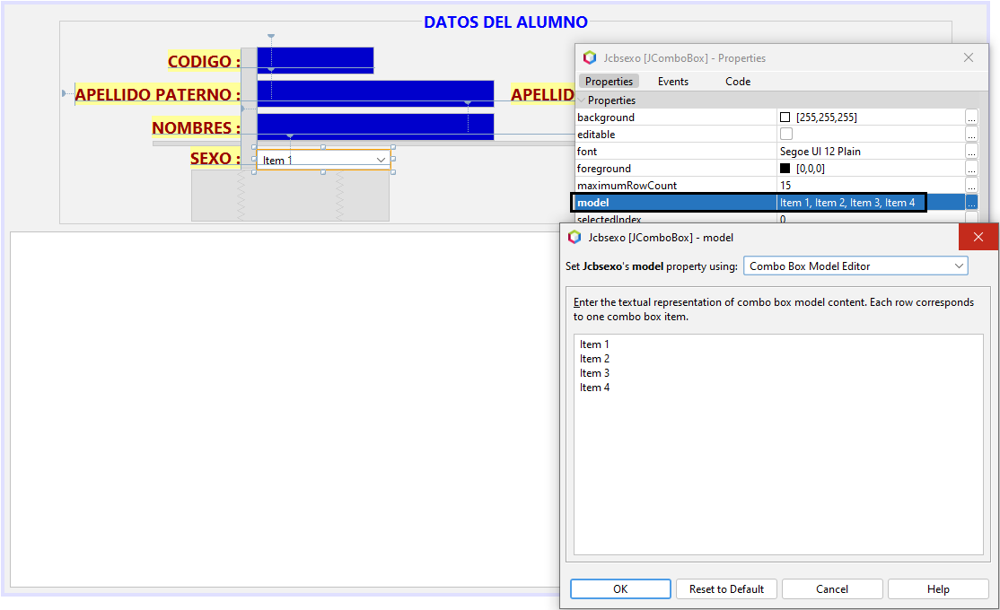 DATOS DEL ALUMNO
CODIGO :
APELLIDO PATERNO :
APELLID
NOMBRES :
SEXO :
Item 1
Jcbsexo [JComboBox] - Properties
Properties Events Code
Properties
background [255,255,255] ...
editable ...
font Segoe UI 12 Plain ...
foreground [0,0,0] ...
maximumRowCount 15 ...
model Item 1, Item 2, Item 3, Item 4 ...
selectedIndex 0
Jcbsexo [JComboBox] - model
Set Jcbsexo's model property using: Combo Box Model Editor
Enter the textual representation of combo box model content. Each row corresponds
to one combo box item.
Item 1
Item 2
Item 3
Item 4
OK Reset to Default Cancel Help